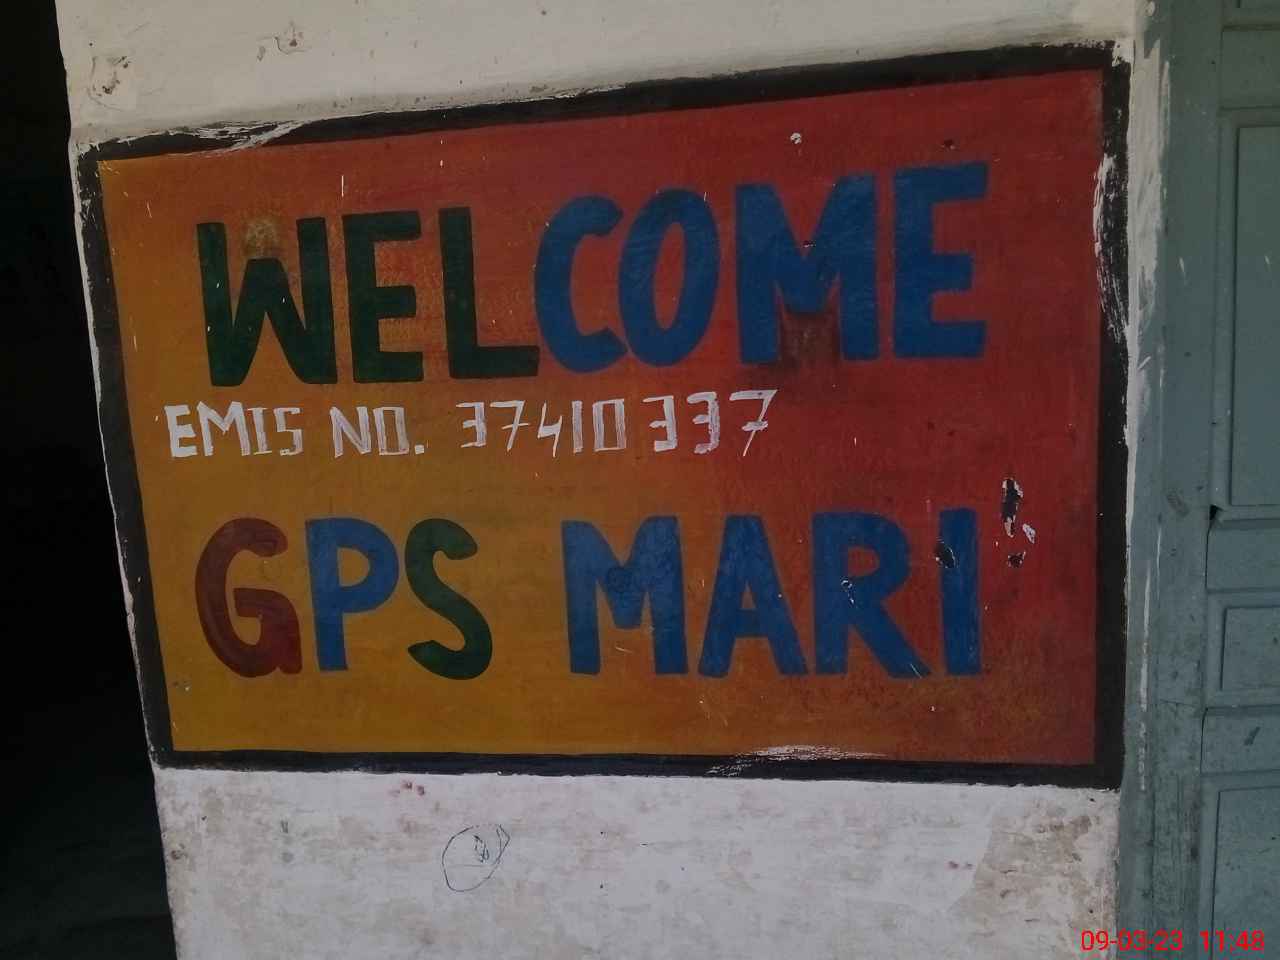 WELCOME
EMIS NO. 37410337
GPS MARI
09-03-23 11:48